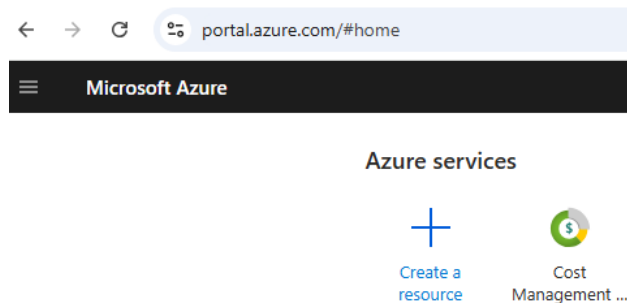 portal.azure.com/#home
Microsoft Azure
Azure services
Create a
resource
Cost
Management ...